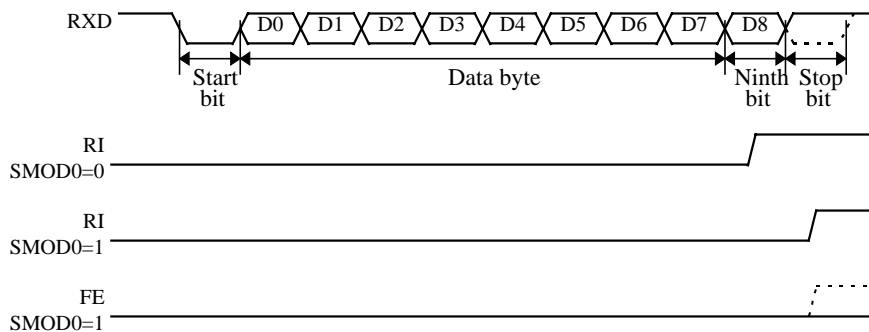 RXD D0 D1 D2 D3 D4 D5 D6 D7 D8
Start bit Data byte Ninth bit Stop bit
RI
SMOD0=0
RI
SMOD0=1
FE
SMOD0=1